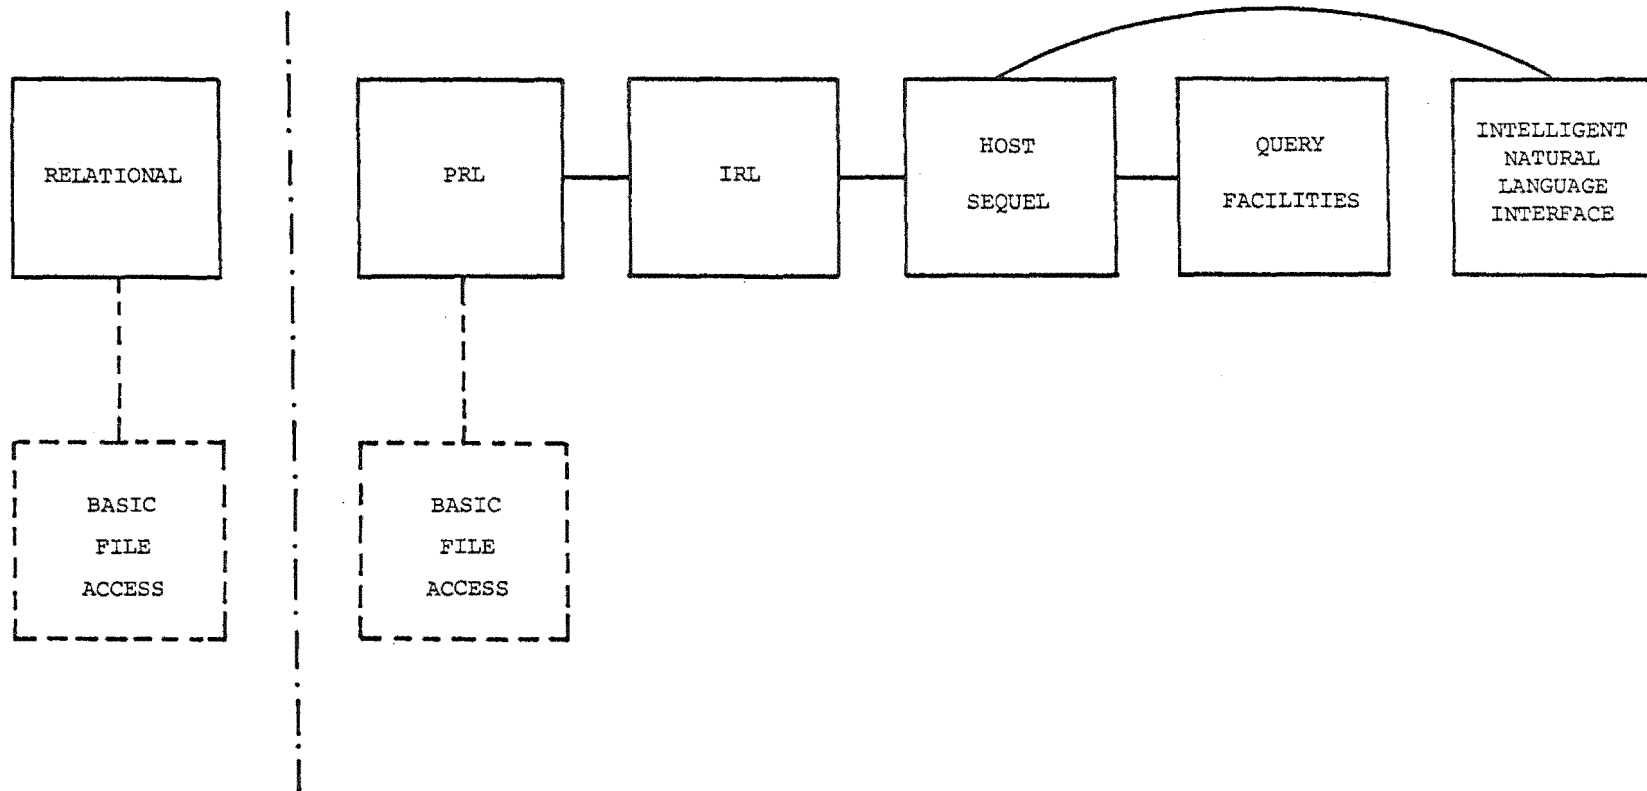 RELATIONAL
PRL
IRL
HOST
SEQUEL
QUERY
FACILITIES
INTELLIGENT
NATURAL
LANGUAGE
INTERFACE
BASIC
FILE
ACCESS
BASIC
FILE
ACCESS